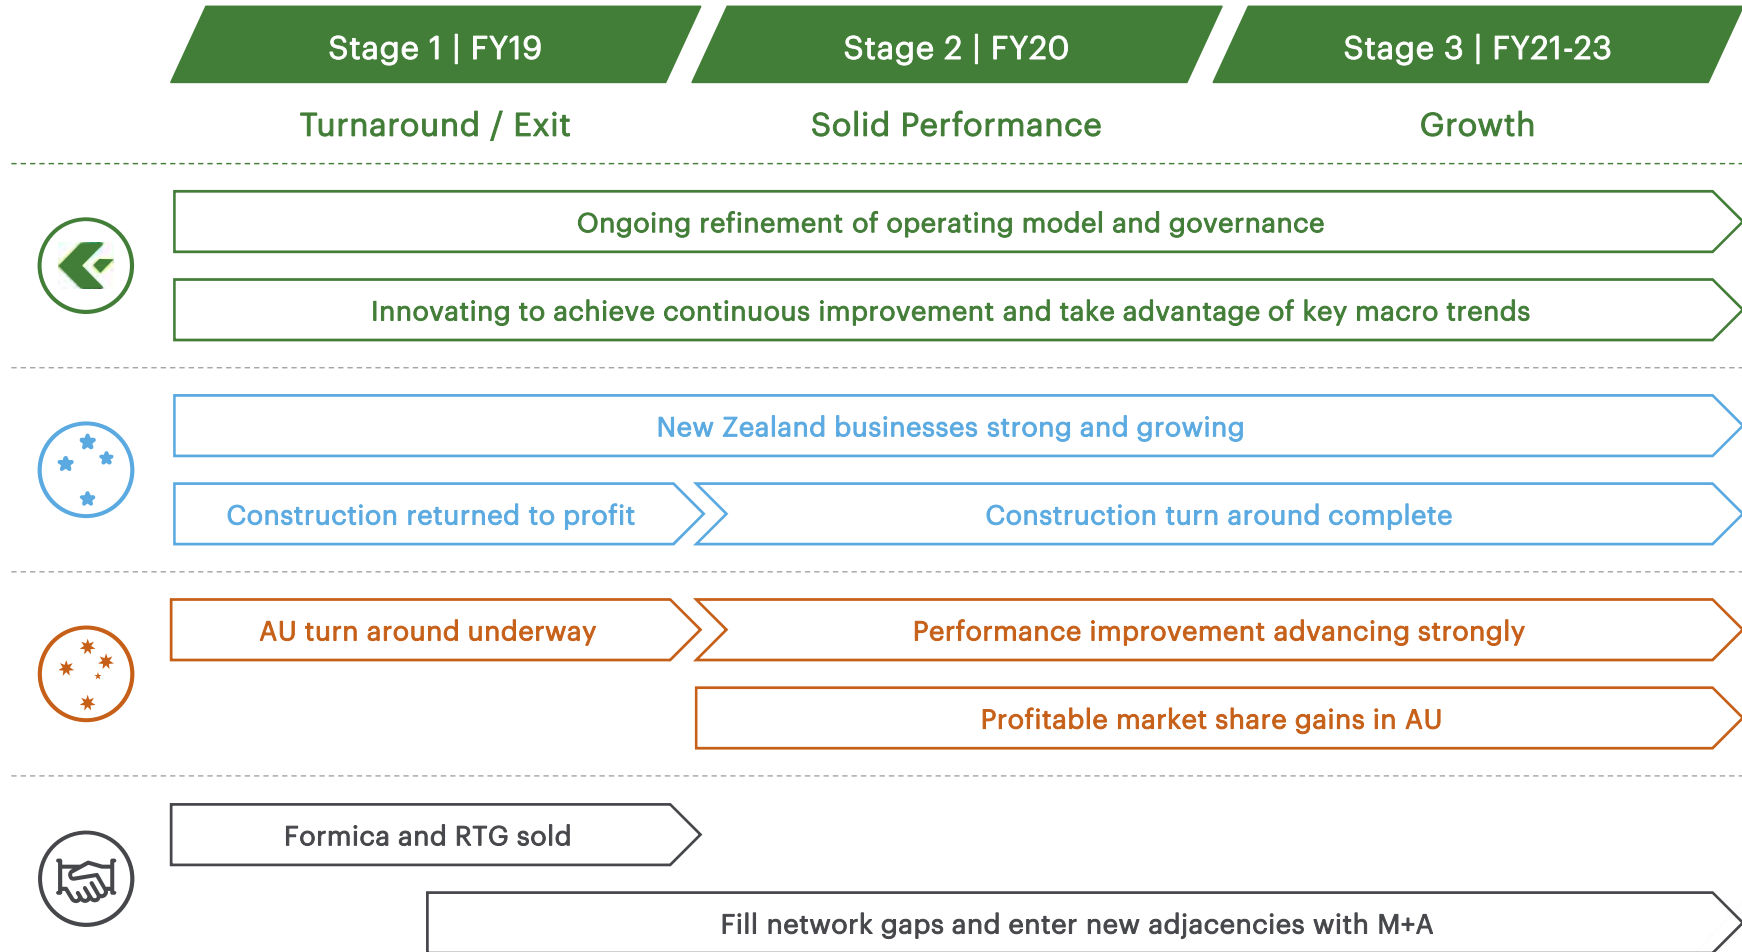 Stage 1 | FY19
Stage 2 | FY20
Stage 3 | FY21-23
Turnaround / Exit
Solid Performance
Growth
Ongoing refinement of operating model and governance
Innovating to achieve continuous improvement and take advantage of key macro trends
New Zealand businesses strong and growing
Construction returned to profit
Construction turn around complete
AU turn around underway
Performance improvement advancing strongly
Profitable market share gains in AU
Formica and RTG sold
Fill network gaps and enter new adjacencies with M+A